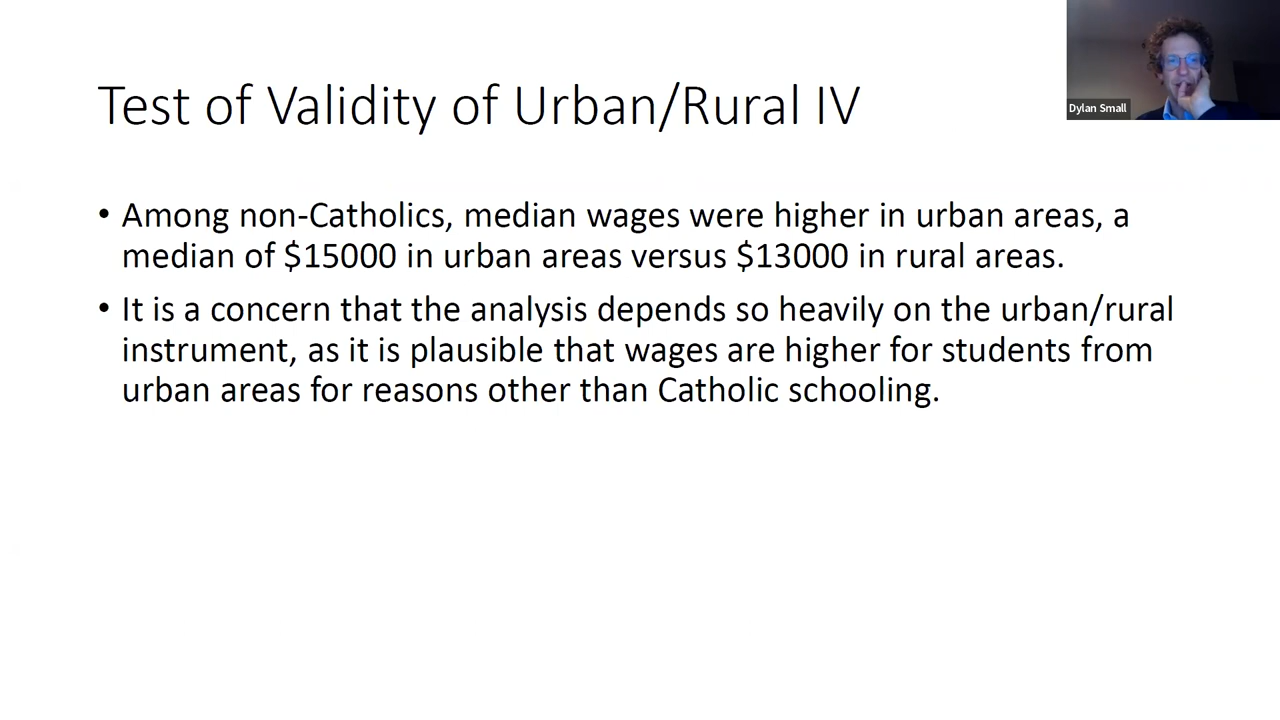 Test of Validity of Urban/Rural IV
Dylan Small
• Among non-Catholics, median wages were higher in urban areas, a
median of $15000 in urban areas versus $13000 in rural areas.
• It is a concern that the analysis depends so heavily on the urban/rural
instrument, as it is plausible that wages are higher for students from
urban areas for reasons other than Catholic schooling.